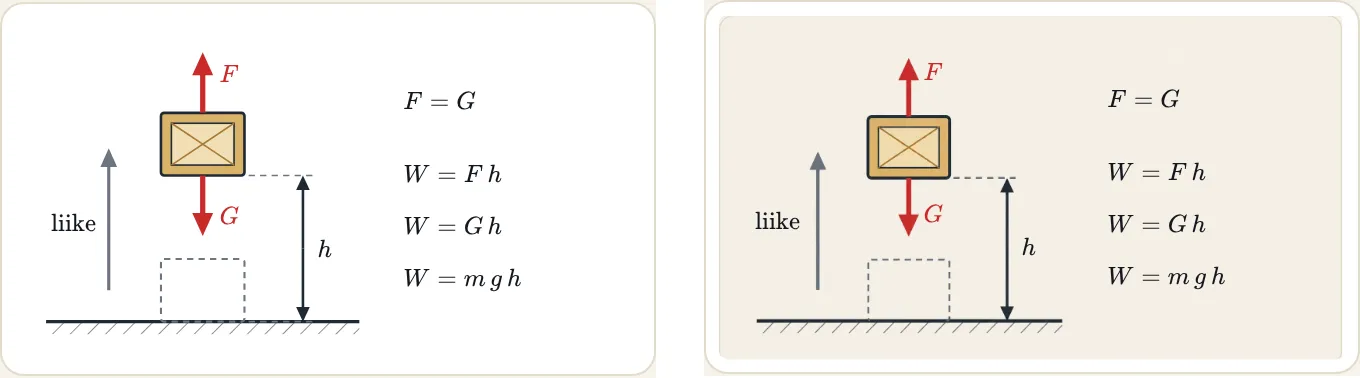 F
F = G
W = F h
liike
G
W = G h
h
W = m g h
F
F = G
W = F h
liike
G
W = G h
h
W = m g h